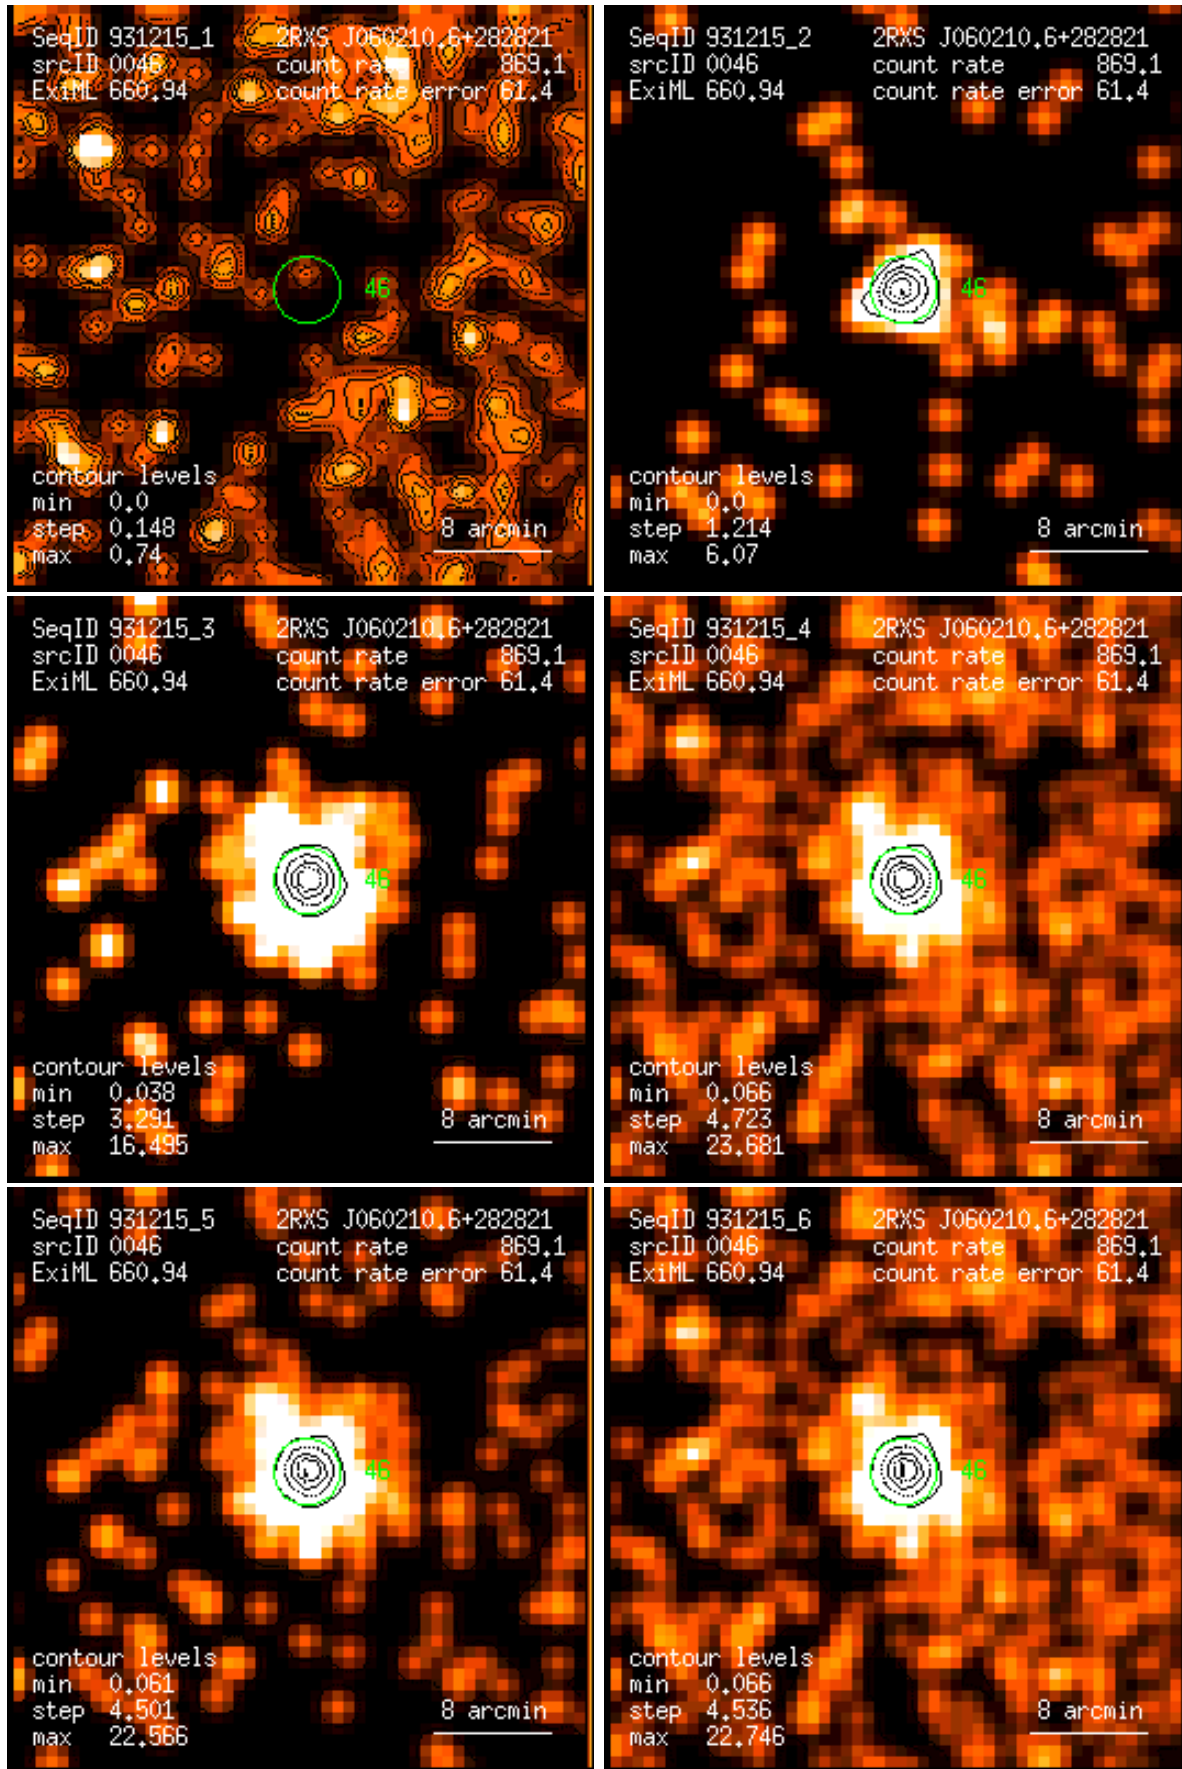 SeqID 931215_1 2RXS J060210.6+282821
srcID 0046 count rate 869.1
ExiML 660.94 count rate error 61.4
46
contour levels
min 0.0
step 0.148 8 arcmin
max 0.74
SeqID 931215_2 2RXS J060210.6+282821
srcID 0046 count rate 869.1
ExiML 660.94 count rate error 61.4
46
contour levels
min 0.0
step 1.214 8 arcmin
max 6.07
SeqID 931215_3 2RXS J060210.6+282821
srcID 0046 count rate 869.1
ExiML 660.94 count rate error 61.4
46
contour levels
min 0.038
step 3.291 8 arcmin
max 16.495
SeqID 931215_4 2RXS J060210.6+282821
srcID 0046 count rate 869.1
ExiML 660.94 count rate error 61.4
46
contour levels
min 0.066
step 4.723 8 arcmin
max 23.681
SeqID 931215_5 2RXS J060210.6+282821
srcID 0046 count rate 869.1
ExiML 660.94 count rate error 61.4
46
contour levels
min 0.061
step 4.501 8 arcmin
max 22.566
SeqID 931215_6 2RXS J060210.6+282821
srcID 0046 count rate 869.1
ExiML 660.94 count rate error 61.4
46
contour levels
min 0.066
step 4.536 8 arcmin
max 22.746